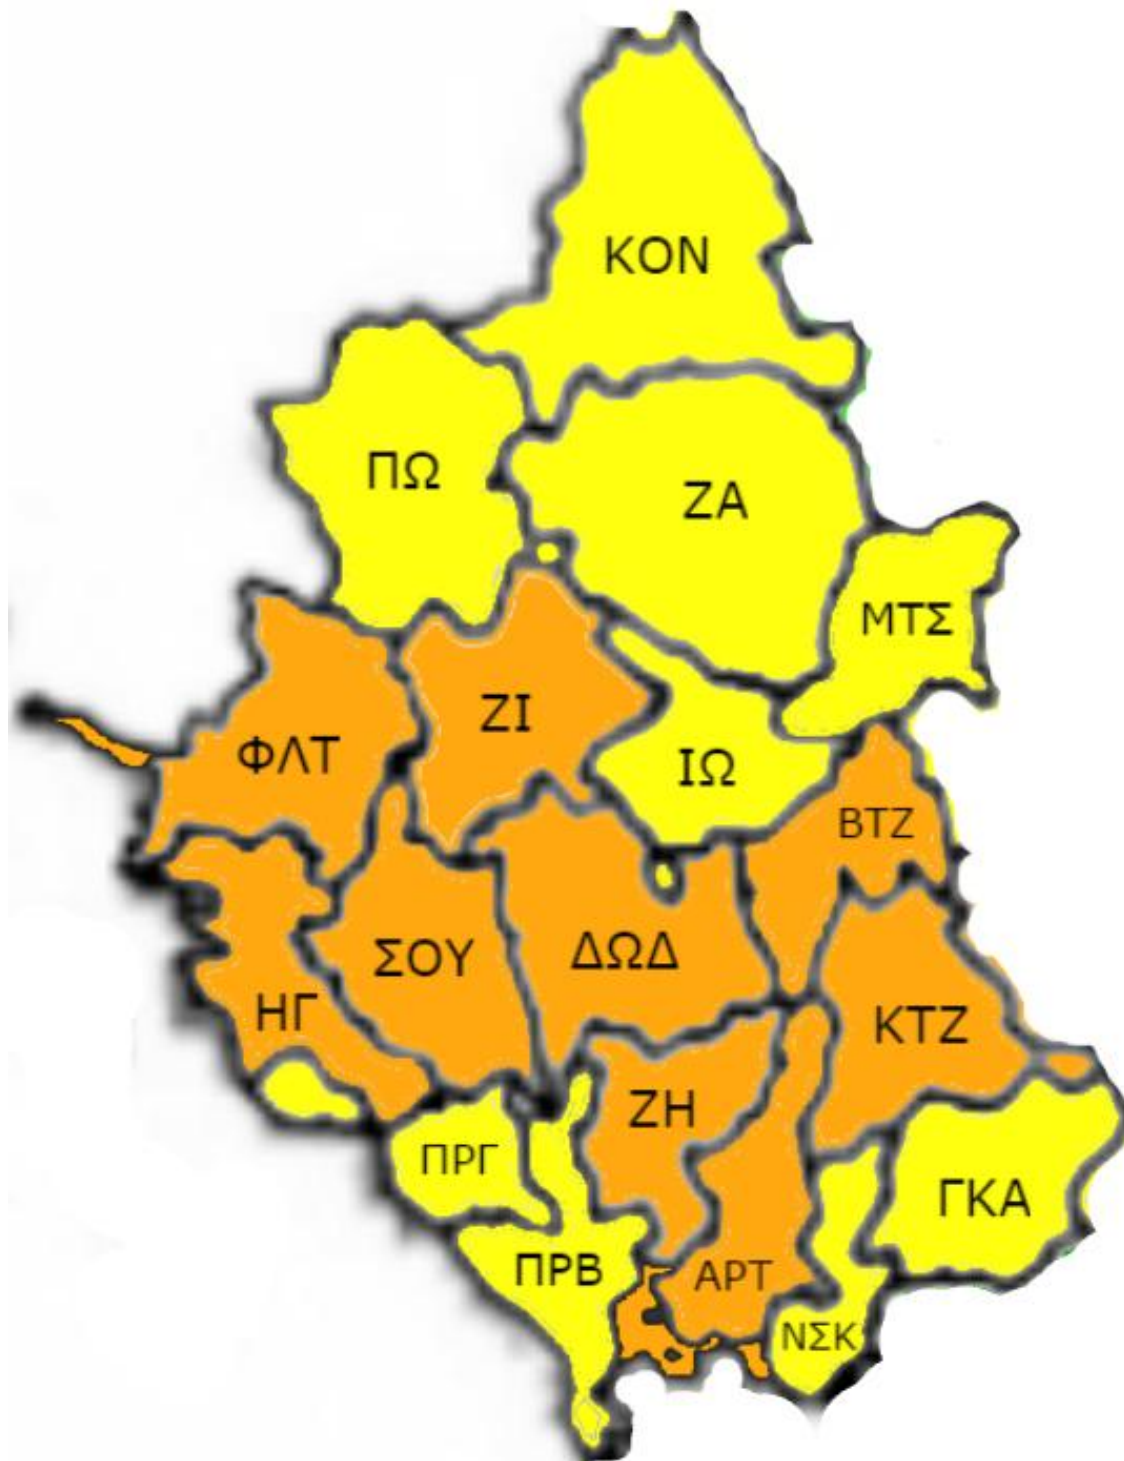 ΚΟΝ
ΠΩ
ΖΑ
ΜΤΣ
ΖΙ
ΦΛΤ
ΙΩ
ΒΤΖ
ΣΟΥ
ΔΩΔ
ΗΓ
ΚΤΖ
ΖΗ
ΠΡΓ
ΓΚΑ
ΠΡΒ
ΑΡΤ
ΝΣΚ